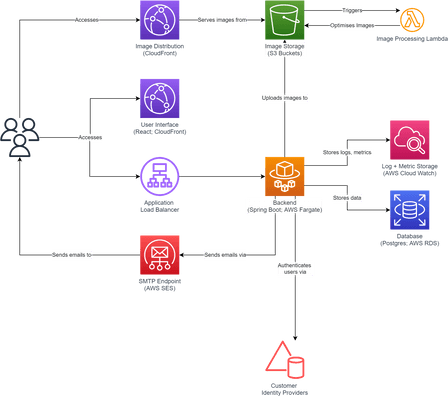 Accesses
Image Distribution
(CloudFront)
Serves images from
Image Storage
(S3 Buckets)
Triggers
Optimises Images
Image Processing Lambda
Uploads images to
User Interface
(React; CloudFront)
Accesses
Application
Load Balancer
Backend
(Spring Boot; AWS Fargate)
Stores logs, metrics
Log + Metric Storage
(AWS Cloud Watch)
Stores data
Database
(Postgres; AWS RDS)
Sends emails to
SMTP Endpoint
(AWS SES)
Sends emails via
Authenticates
users via
Customer
Identity Providers